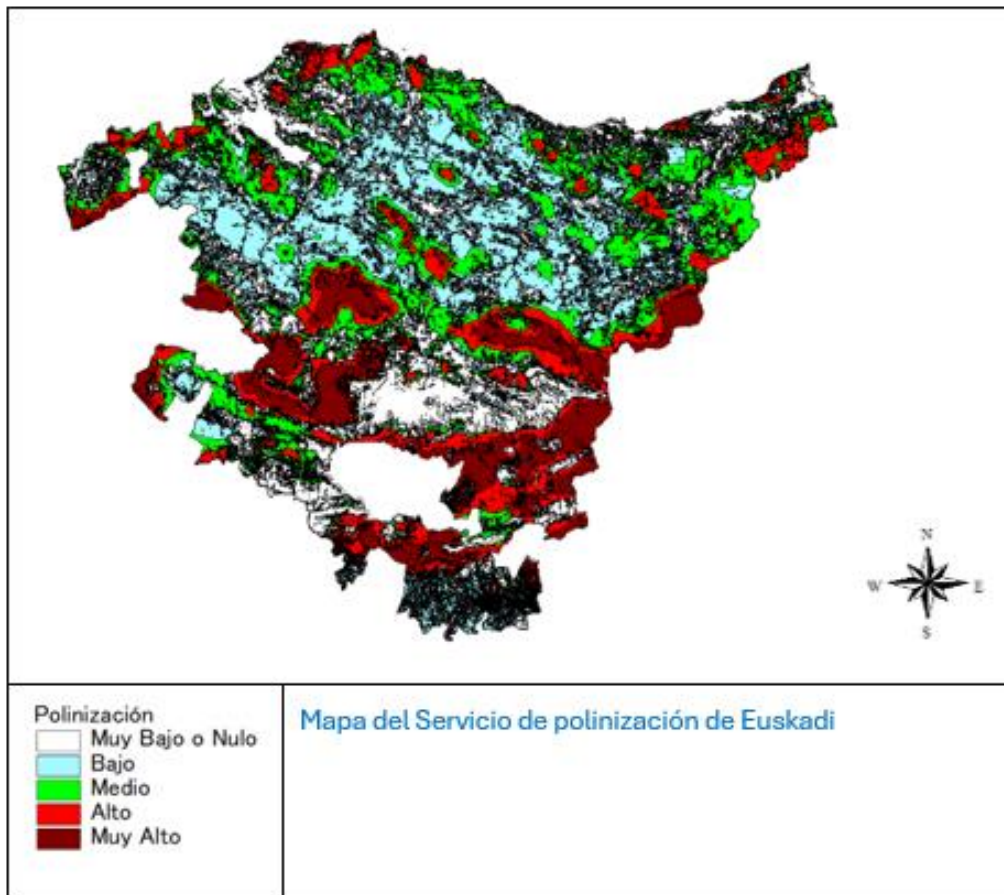 N
W E
S
Polinización
Muy Bajo o Nulo
Bajo
Medio
Alto
Muy Alto
Mapa del Servicio de polinización de Euskadi